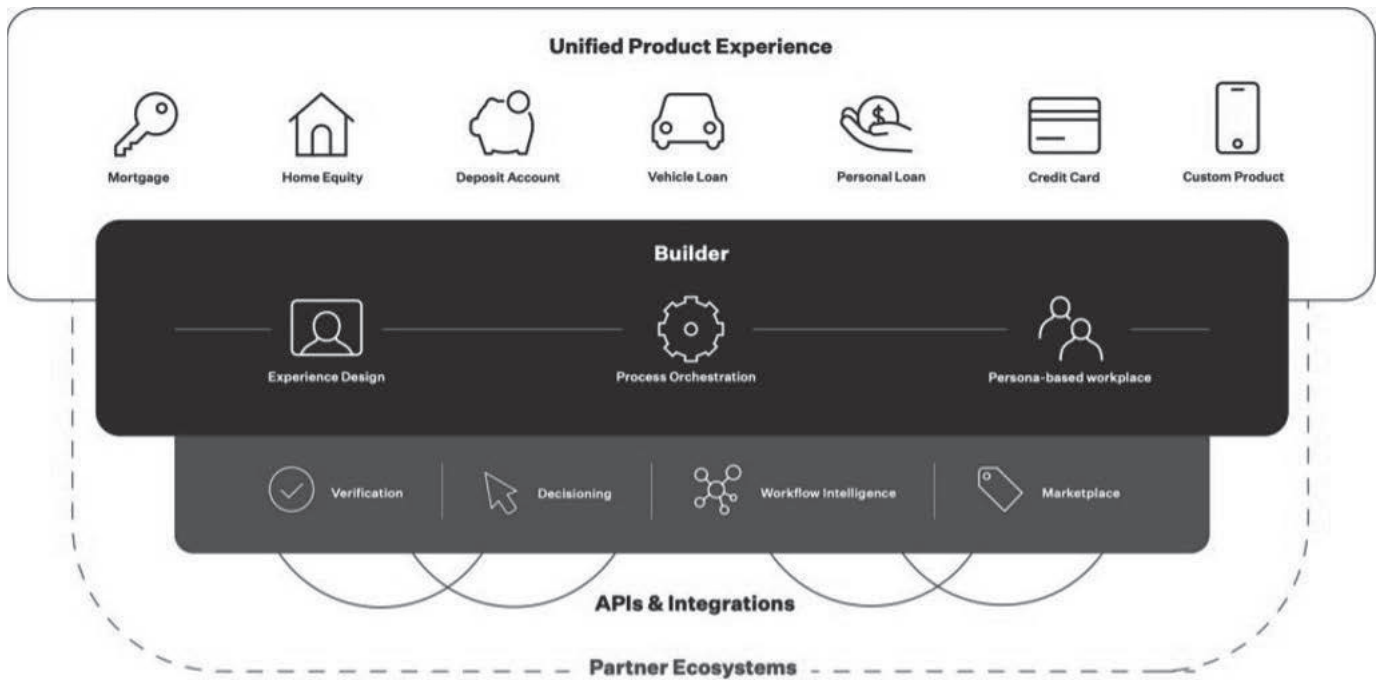 Unified Product Experience
Mortgage
Home Equity
Deposit Account
Vehicle Loan
Personal Loan
Credit Card
Custom Product
Builder
Experience Design
Process Orchestration
Persona-based workplace
Verification
Decisioning
Workflow Intelligence
Marketplace
APIs & Integrations
Partner Ecosystems